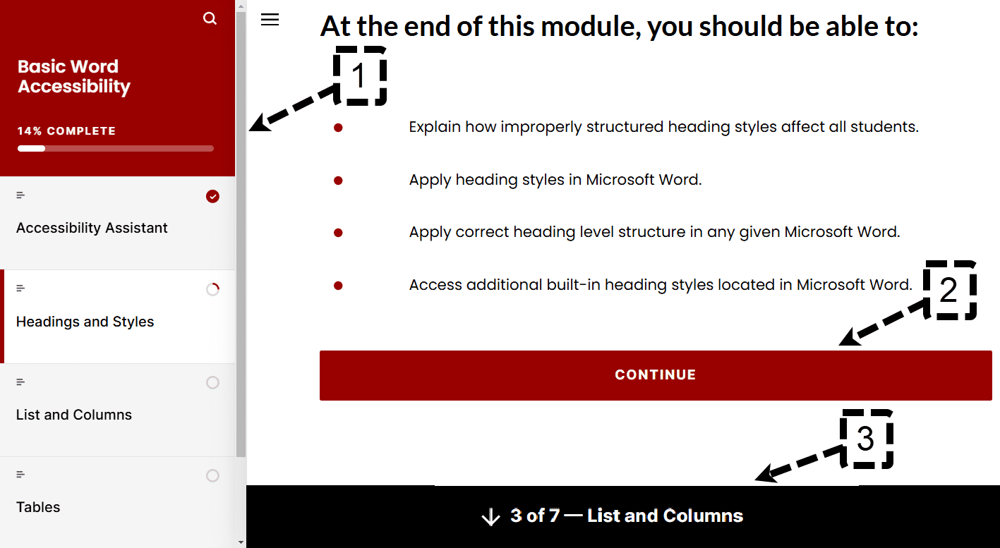 Basic Word
Accessibility
14% COMPLETE
Accessibility Assistant
Headings and Styles
List and Columns
Tables
At the end of this module, you should be able to:
1
Explain how improperly structured heading styles affect all students.
Apply heading styles in Microsoft Word.
Apply correct heading level structure in any given Microsoft Word.
Access additional built-in heading styles located in Microsoft Word.
2
CONTINUE
3
3 of 7 — List and Columns